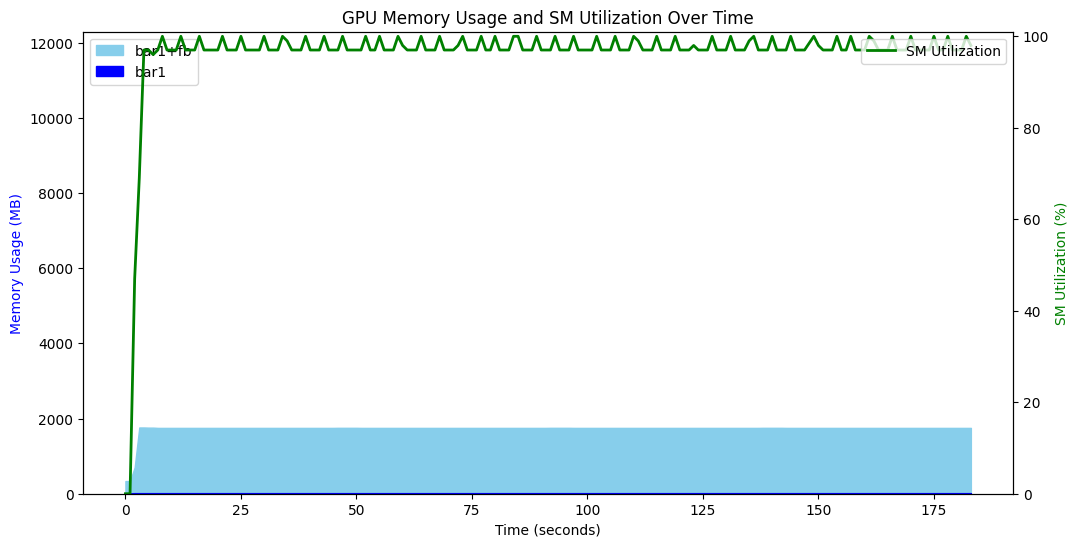 GPU Memory Usage and SM Utilization Over Time
bar1+fb
bar1
SM Utilization
12000
10000
8000
6000
4000
2000
0
Memory Usage (MB)
100
80
60
40
20
0
SM Utilization (%)
0 25 50 75 100 125 150 175
Time (seconds)